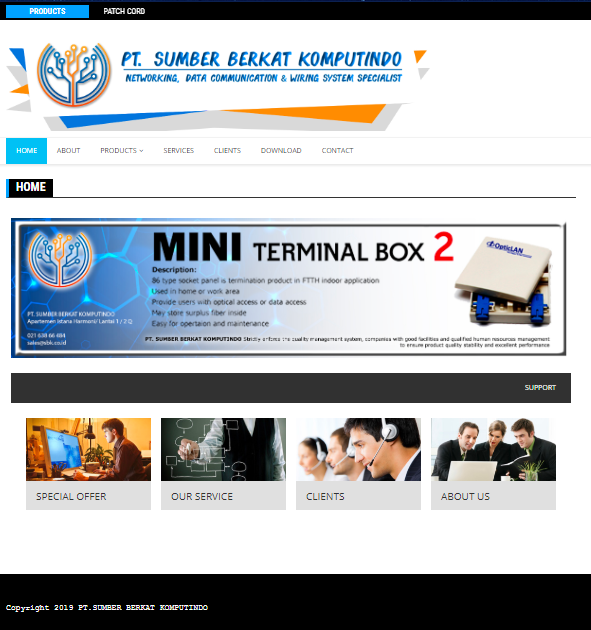 PRODUCTS PATCH CORD
PT. SUMBER BERKAT KOMPUTINDO
NETWORKING, DATA COMMUNICATION & WIRING SYSTEM SPECIALIST
HOME ABOUT PRODUCTS SERVICES CLIENTS DOWNLOAD CONTACT
HOME
MINI TERMINAL BOX 2
OpticLAN
Description:
86 type socket panel is termination product in FTTH indoor application
Used in home or work area
Provide users with optical access or data access
May store surplus fiber inside
Easy for opertaion and maintenance
PT. SUMBER BERKAT KOMPUTINDO
Apartemen Istana Harmoni/ Lantai 1 / 2 Q
021 638 66 484
sales@sbk.co.id
PT. SUMBER BERKAT KOMPUTINDO Strictly enforce the quality management system, companies with good facilities and qualified human resources management
to ensure product quality stability and excellent performance
SUPPORT
SPECIAL OFFER
OUR SERVICE
CLIENTS
ABOUT US
Copyright 2019 PT.SUMBER BERKAT KOMPUTINDO